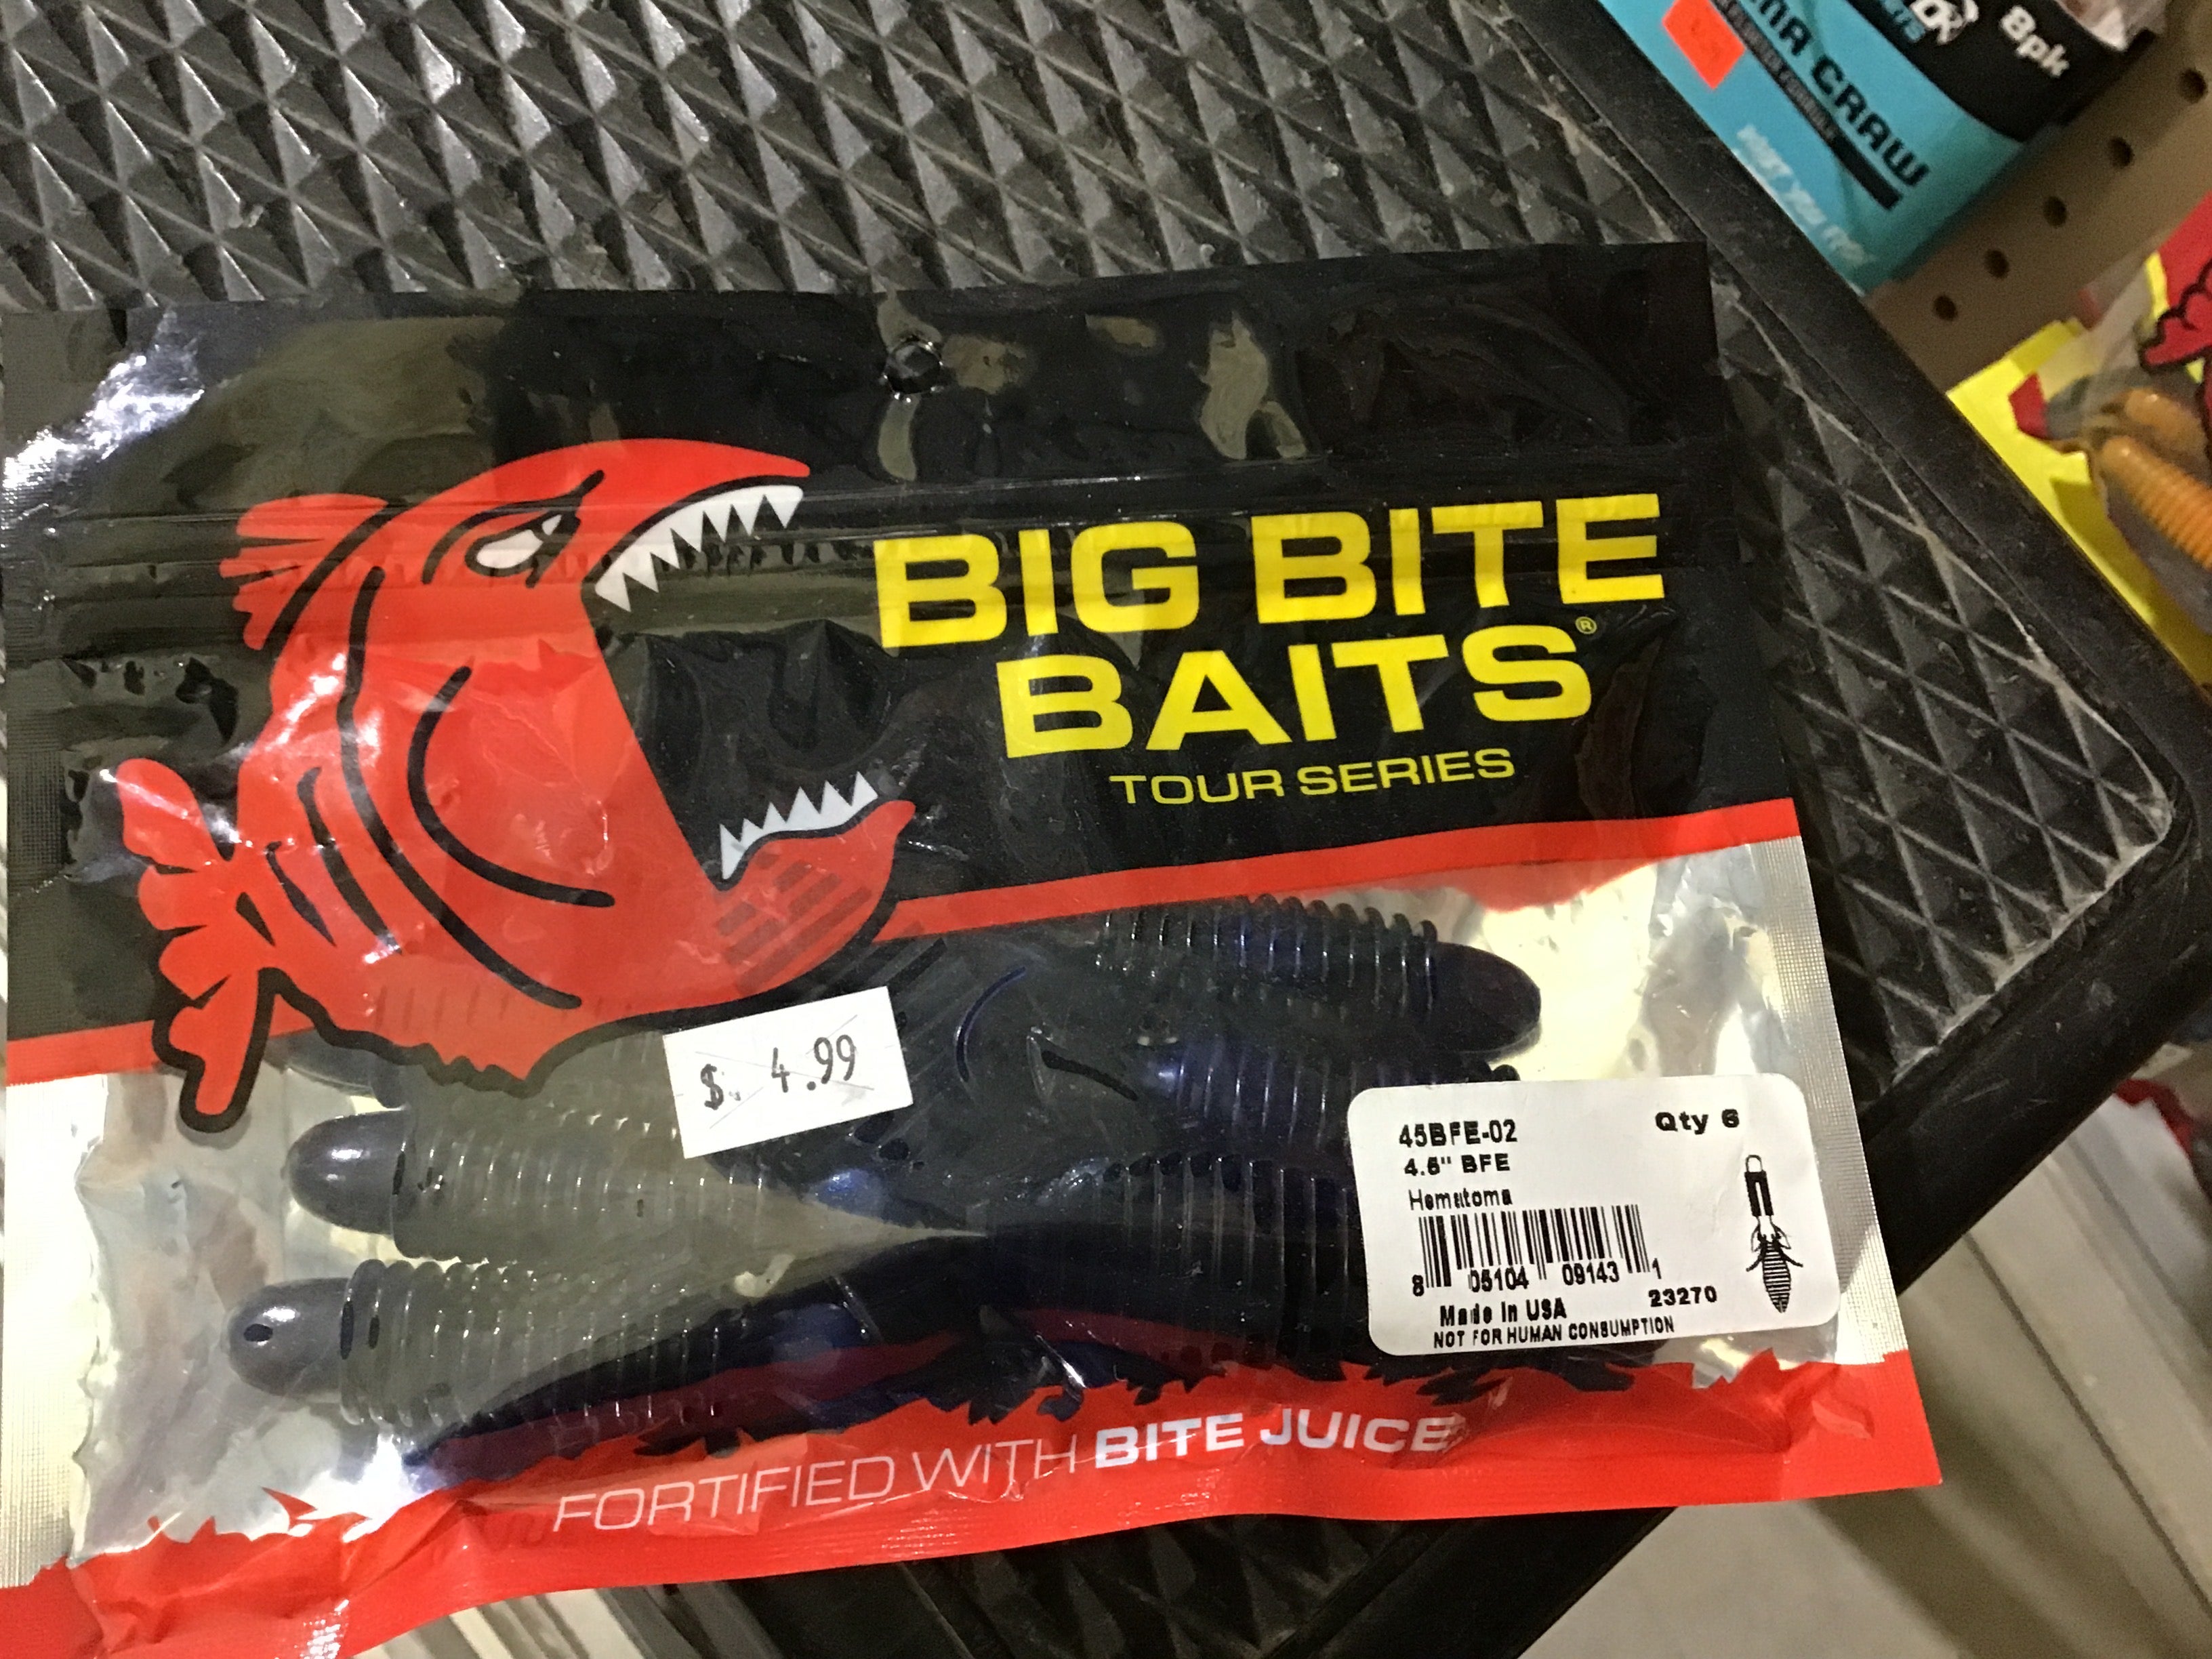 8pk
CRAW
BIG BITE
BAITS®
TOUR SERIES
$. 4.99
45BFE-02 Qty 6
4.5" BFE
Hematoma
8 05104 09143 1
23270
Made In USA
NOT FOR HUMAN CONSUMPTION
FORTIFIED WITH BITE JUICE